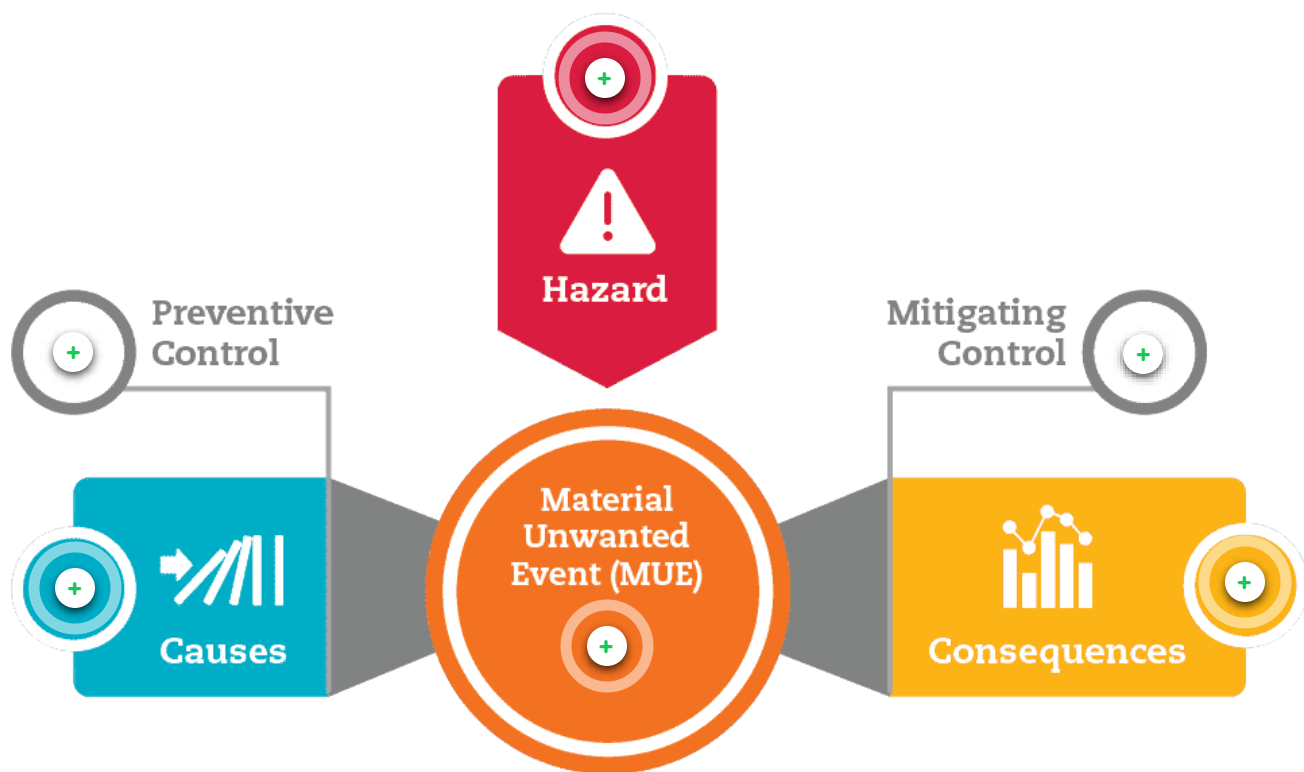 Hazard
Preventive
Control
Mitigating
Control
Material
Unwanted
Event (MUE)
Causes
Consequences